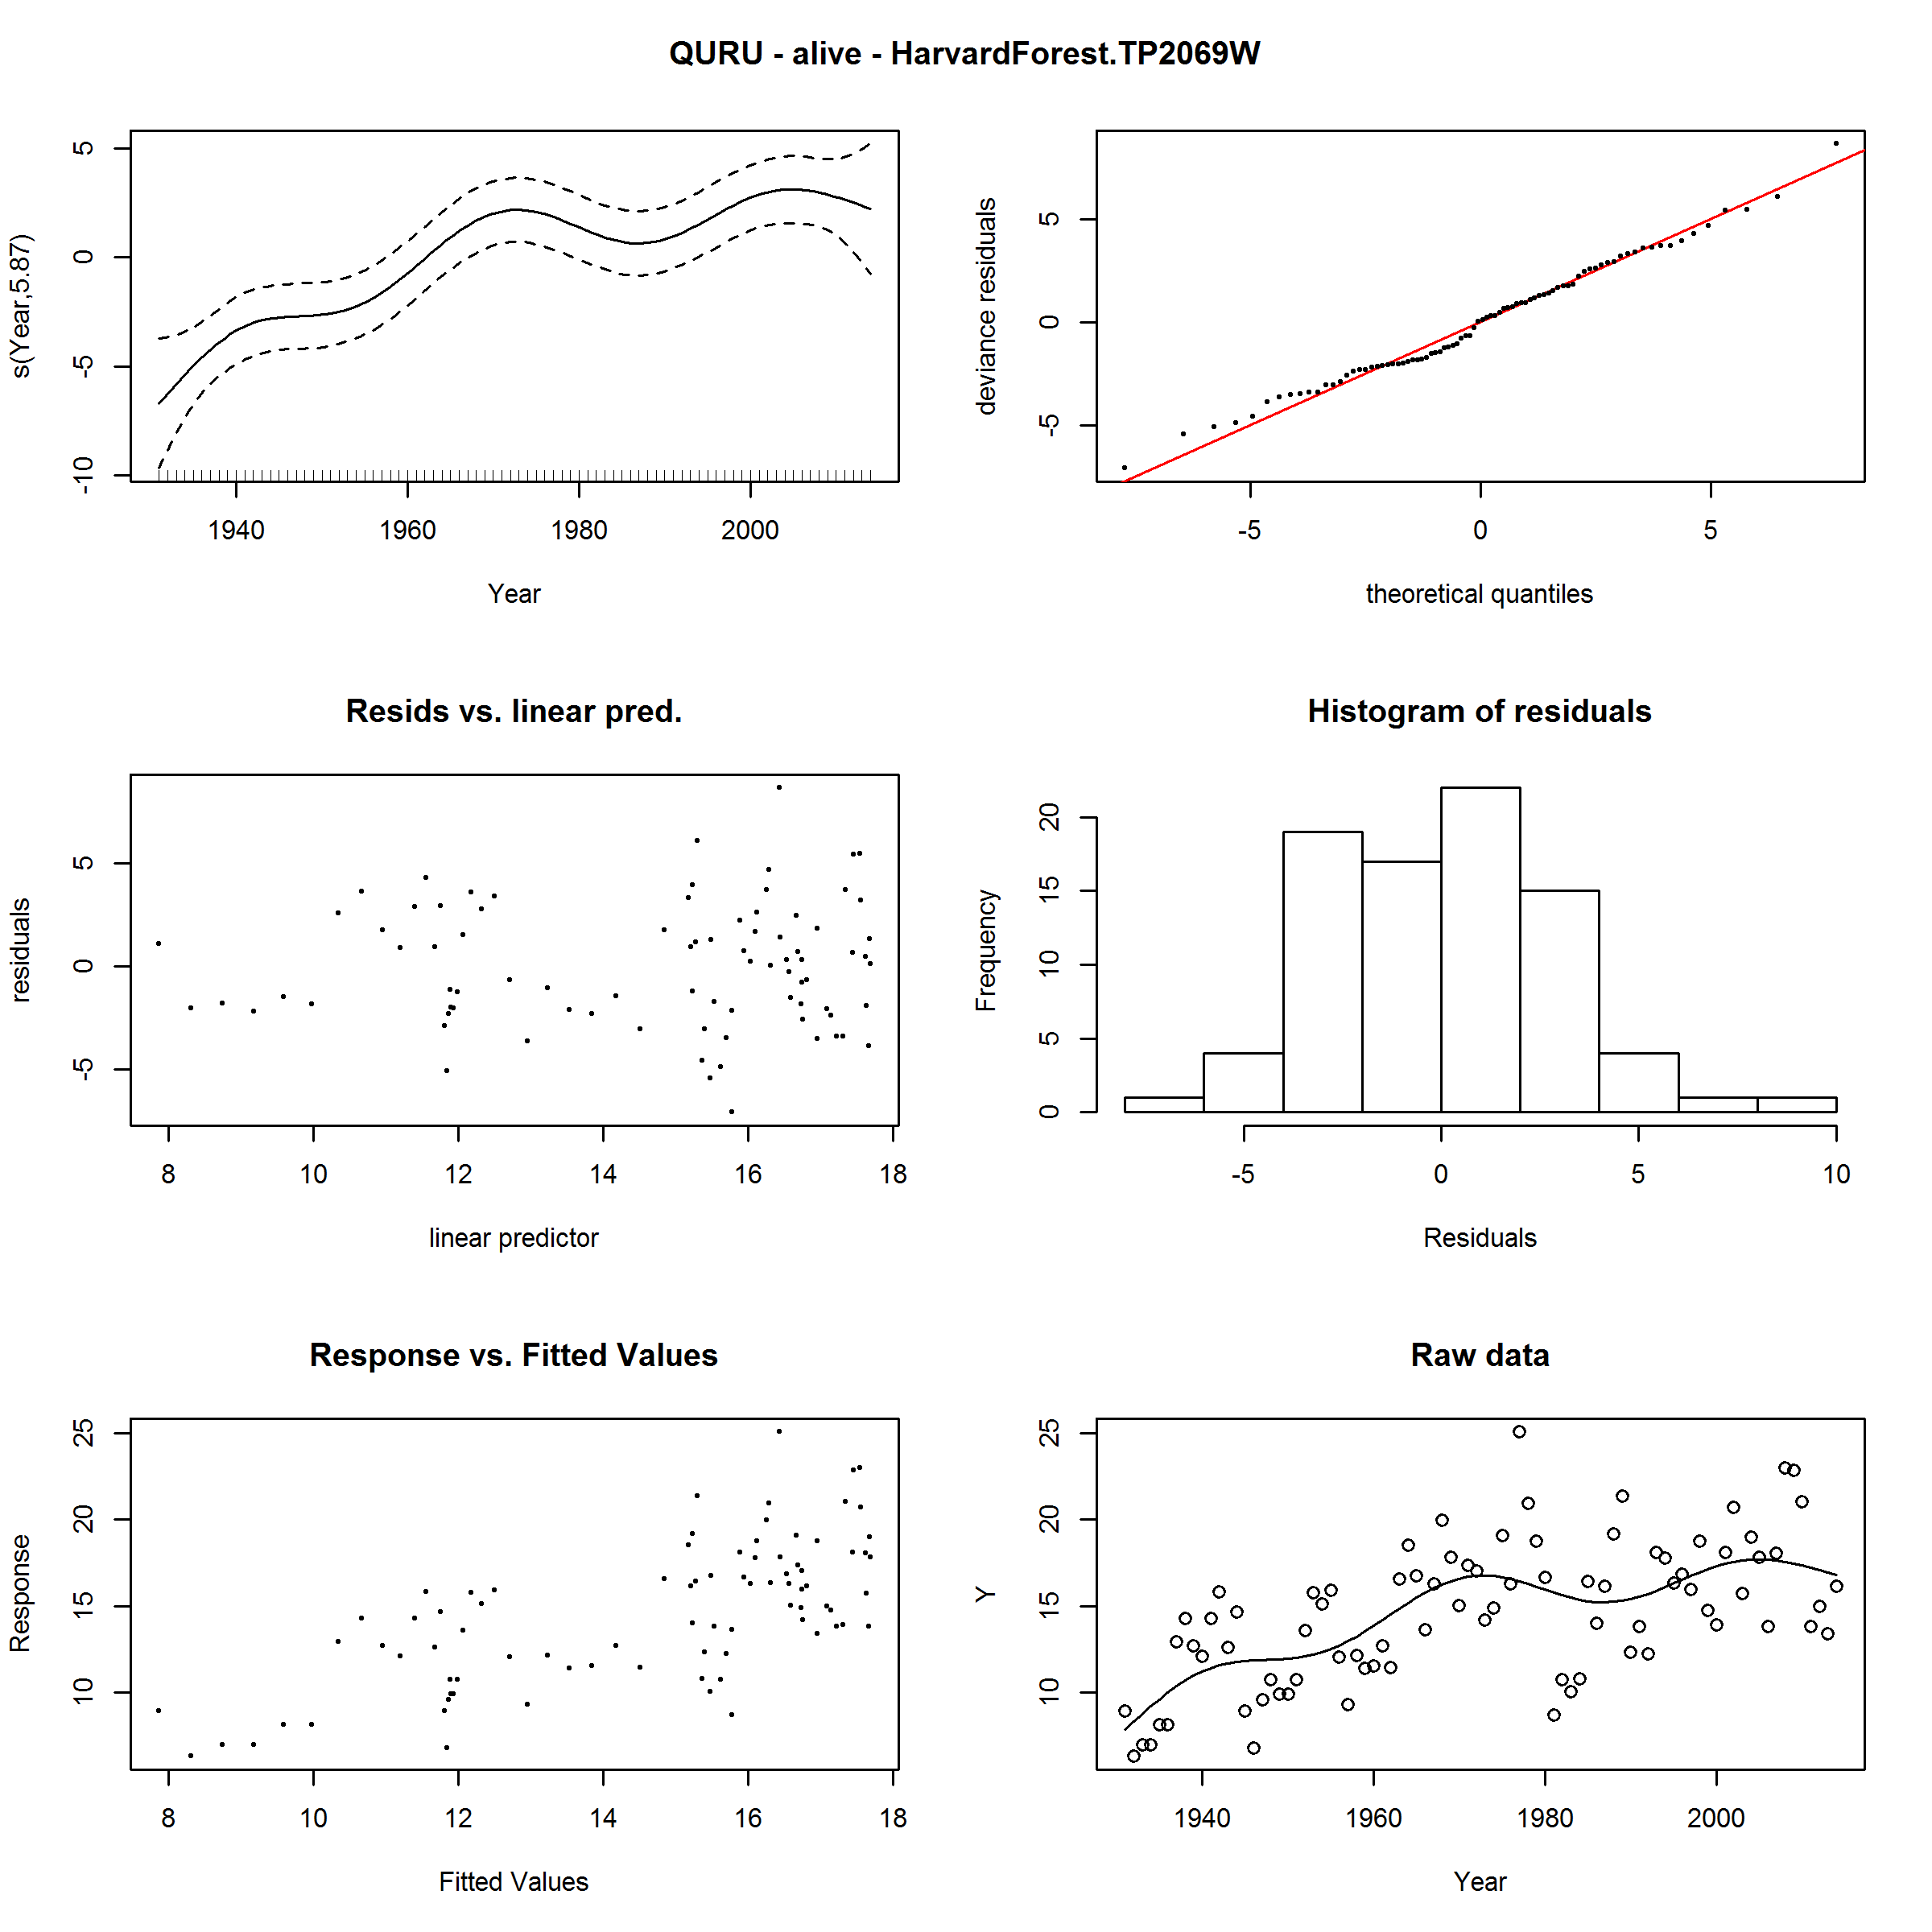 QURU - alive - HarvardForest.TP2069W
s(Year,5.87)
5
0
-5
-10
1940 1960 1980 2000
Year
deviance residuals
5
0
-5
-5 0 5
theoretical quantiles
Resids vs. linear pred.
residuals
5
0
-5
8 10 12 14 16 18
linear predictor
Histogram of residuals
Frequency
20
15
10
5
0
-5 0 5 10
Residuals
Response vs. Fitted Values
Response
25
20
15
10
8 10 12 14 16 18
Fitted Values
Raw data
Y
25
20
15
10
1940 1960 1980 2000
Year